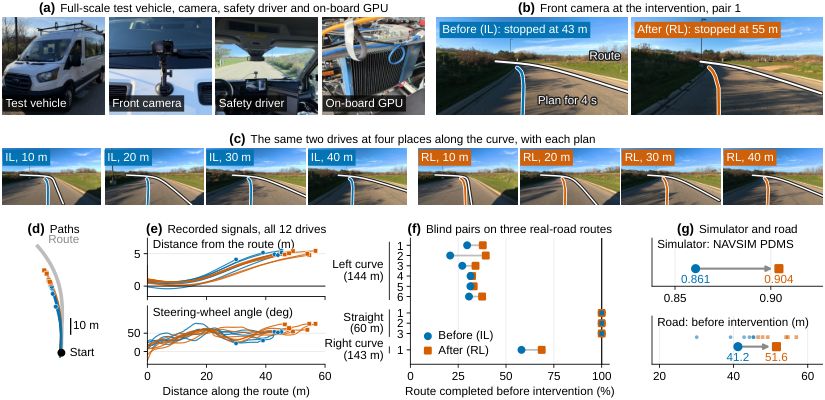 (a) Full-scale test vehicle, camera, safety driver and on-board GPU
Test vehicle
Front camera
Safety driver
On-board GPU
(b) Front camera at the intervention, pair 1
Before (IL): stopped at 43 m
Route
Plan for 4 s
After (RL): stopped at 55 m
(c) The same two drives at four places along the curve, with each plan
IL, 10 m
IL, 20 m
IL, 30 m
IL, 40 m
RL, 10 m
RL, 20 m
RL, 30 m
RL, 40 m
(d) Paths
Route
10 m
Start
(e) Recorded signals, all 12 drives
Distance from the route (m)
5
0
Steering-wheel angle (deg)
50
0
0 20 40 60
Distance along the route (m)
(f) Blind pairs on three real-road routes
Left curve
(144 m)
1
2
3
4
5
6
Straight
(60 m)
1
2
3
Right curve
(143 m)
1
Before (IL)
After (RL)
0 25 50 75 100
Route completed before intervention (%)
(g) Simulator and road
Simulator: NAVSIM PDMS
0.861
0.904
0.85 0.90
Road: before intervention (m)
41.2
51.6
20 40 60